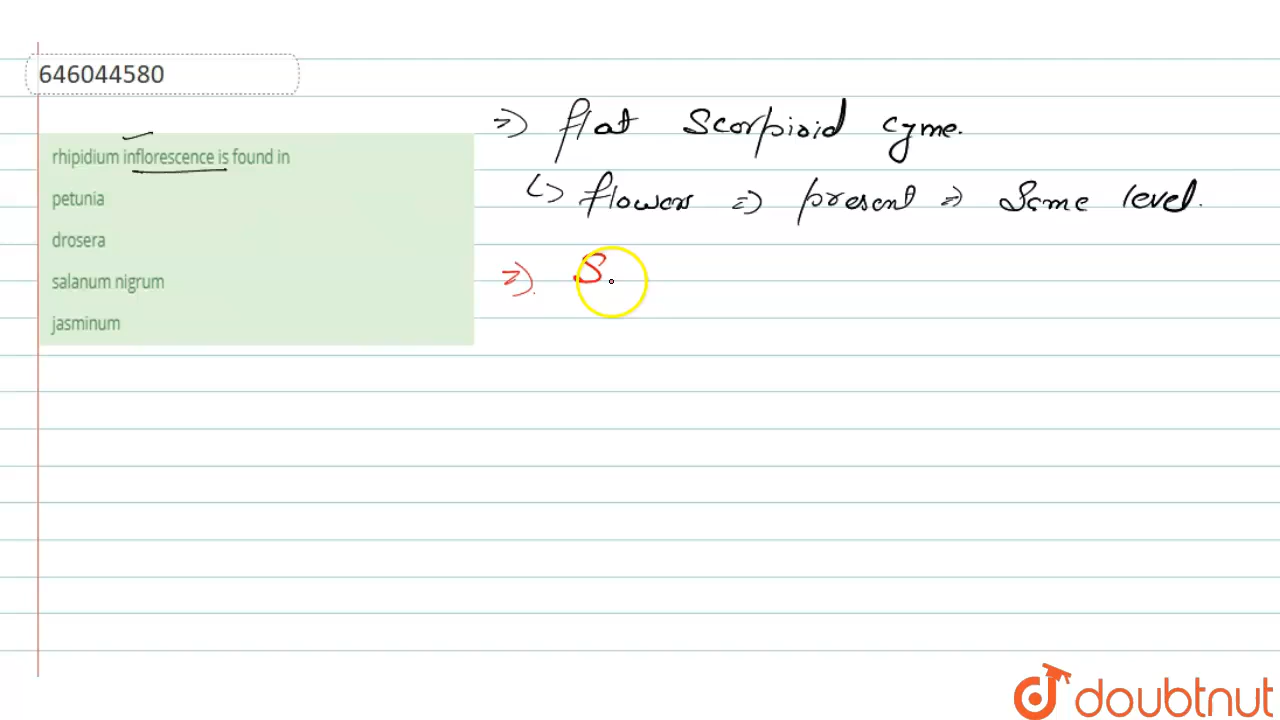 646044580
rhipidium inflorescence is found in
petunia
drosera
salanum nigrum
jasminum
=> flat Scorpioid cyme.
↳ flowers => present => Same level.
=> S
doubtnut